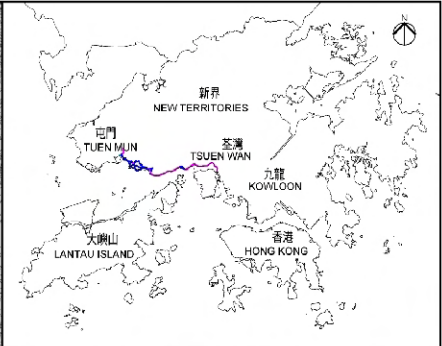 N
新界
NEW TERRITORIES
屯門
TUEN MUN
荃灣
TSUEN WAN
九龍
KOWLOON
大嶼山
LANTAU ISLAND
香港
HONG KONG